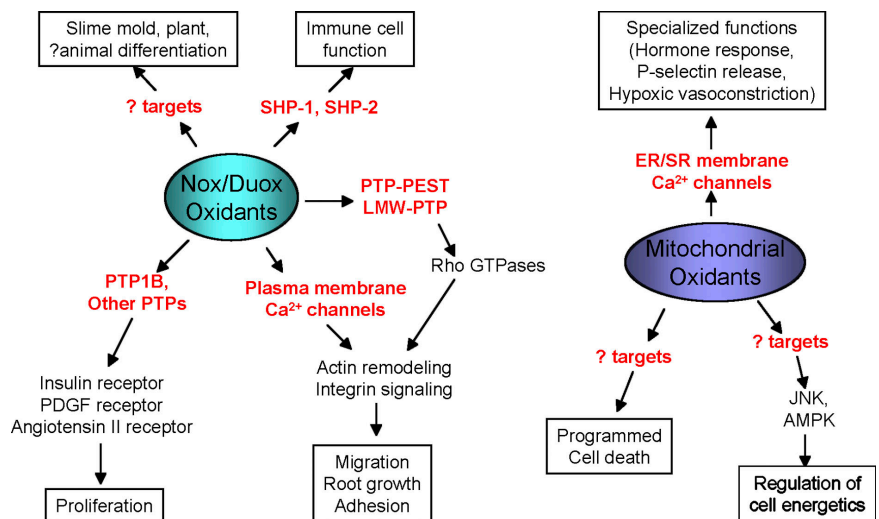 Slime mold, plant,
?animal differentiation
Immune cell
function
? targets
SHP-1, SHP-2
Nox/Duox
Oxidants
PTP-PEST
LMW-PTP
Rho GTPases
PTP1B,
Other PTPs
Plasma membrane
Ca²⁺ channels
Insulin receptor
PDGF receptor
Angiotensin II receptor
Actin remodeling
Integrin signaling
Proliferation
Migration
Root growth
Adhesion
Specialized functions
(Hormone response,
P-selectin release,
Hypoxic vasoconstriction)
ER/SR membrane
Ca²⁺ channels
Mitochondrial
Oxidants
? targets
? targets
Programmed
Cell death
JNK,
AMPK
Regulation of
cell energetics